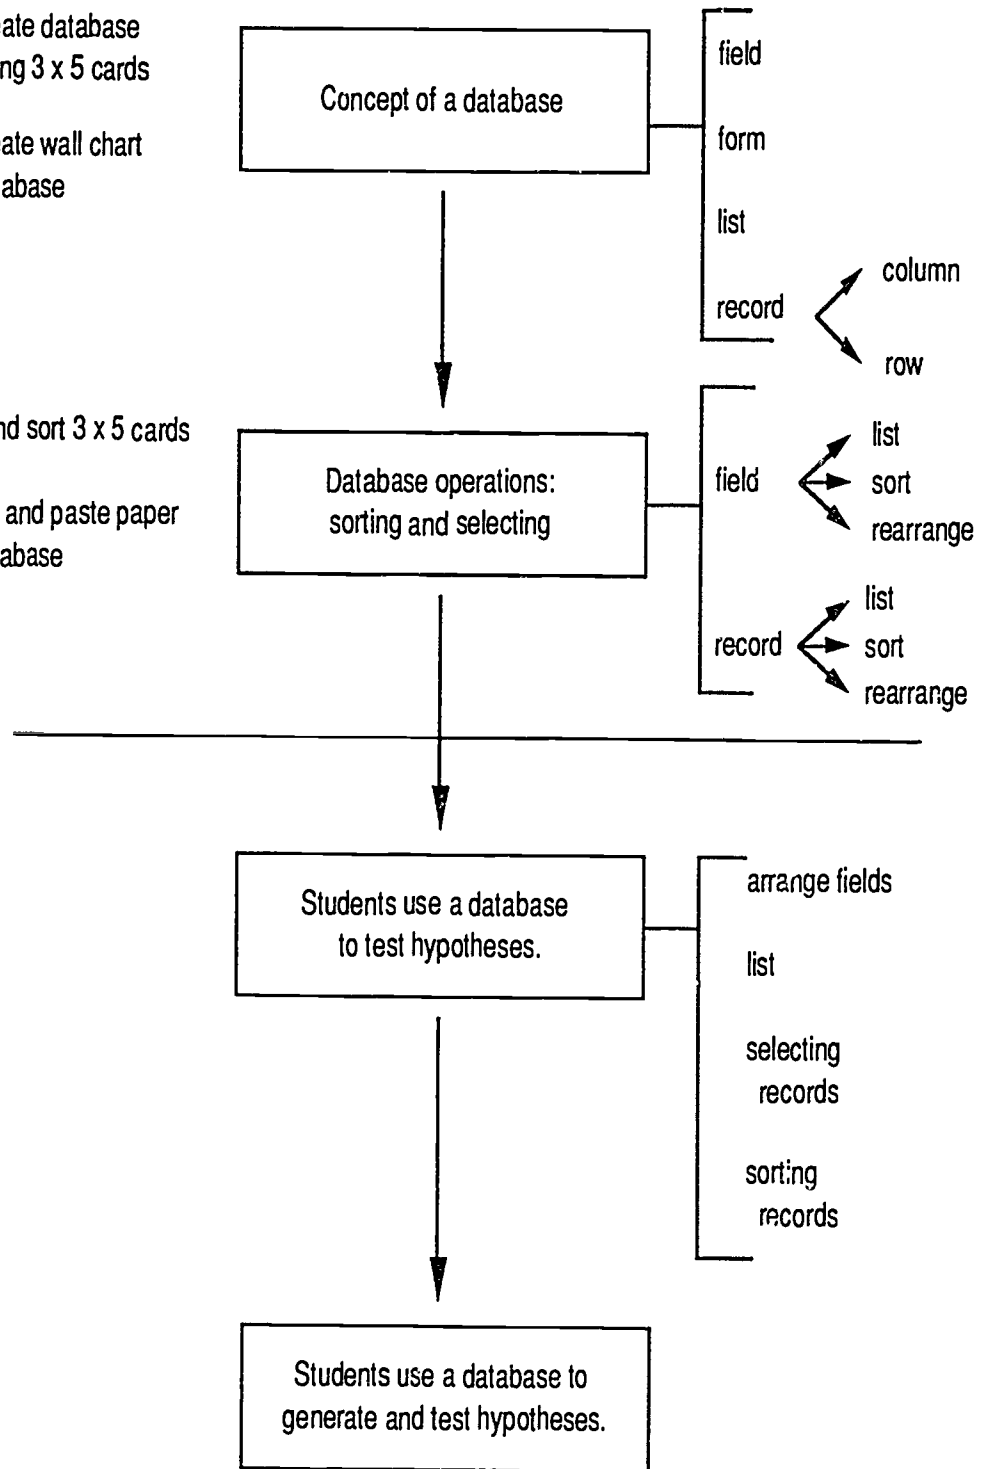 ate database
ng 3 x 5 cards
ate wall chart
abase
Concept of a database
field
form
list
record
column
row
nd sort 3 x 5 cards
and paste paper
abase
Database operations:
sorting and selecting
field
list
sort
rearrange
record
list
sort
rearrange
Students use a database
to test hypotheses.
arrange fields
list
selecting
records
sorting
records
Students use a database to
generate and test hypotheses.